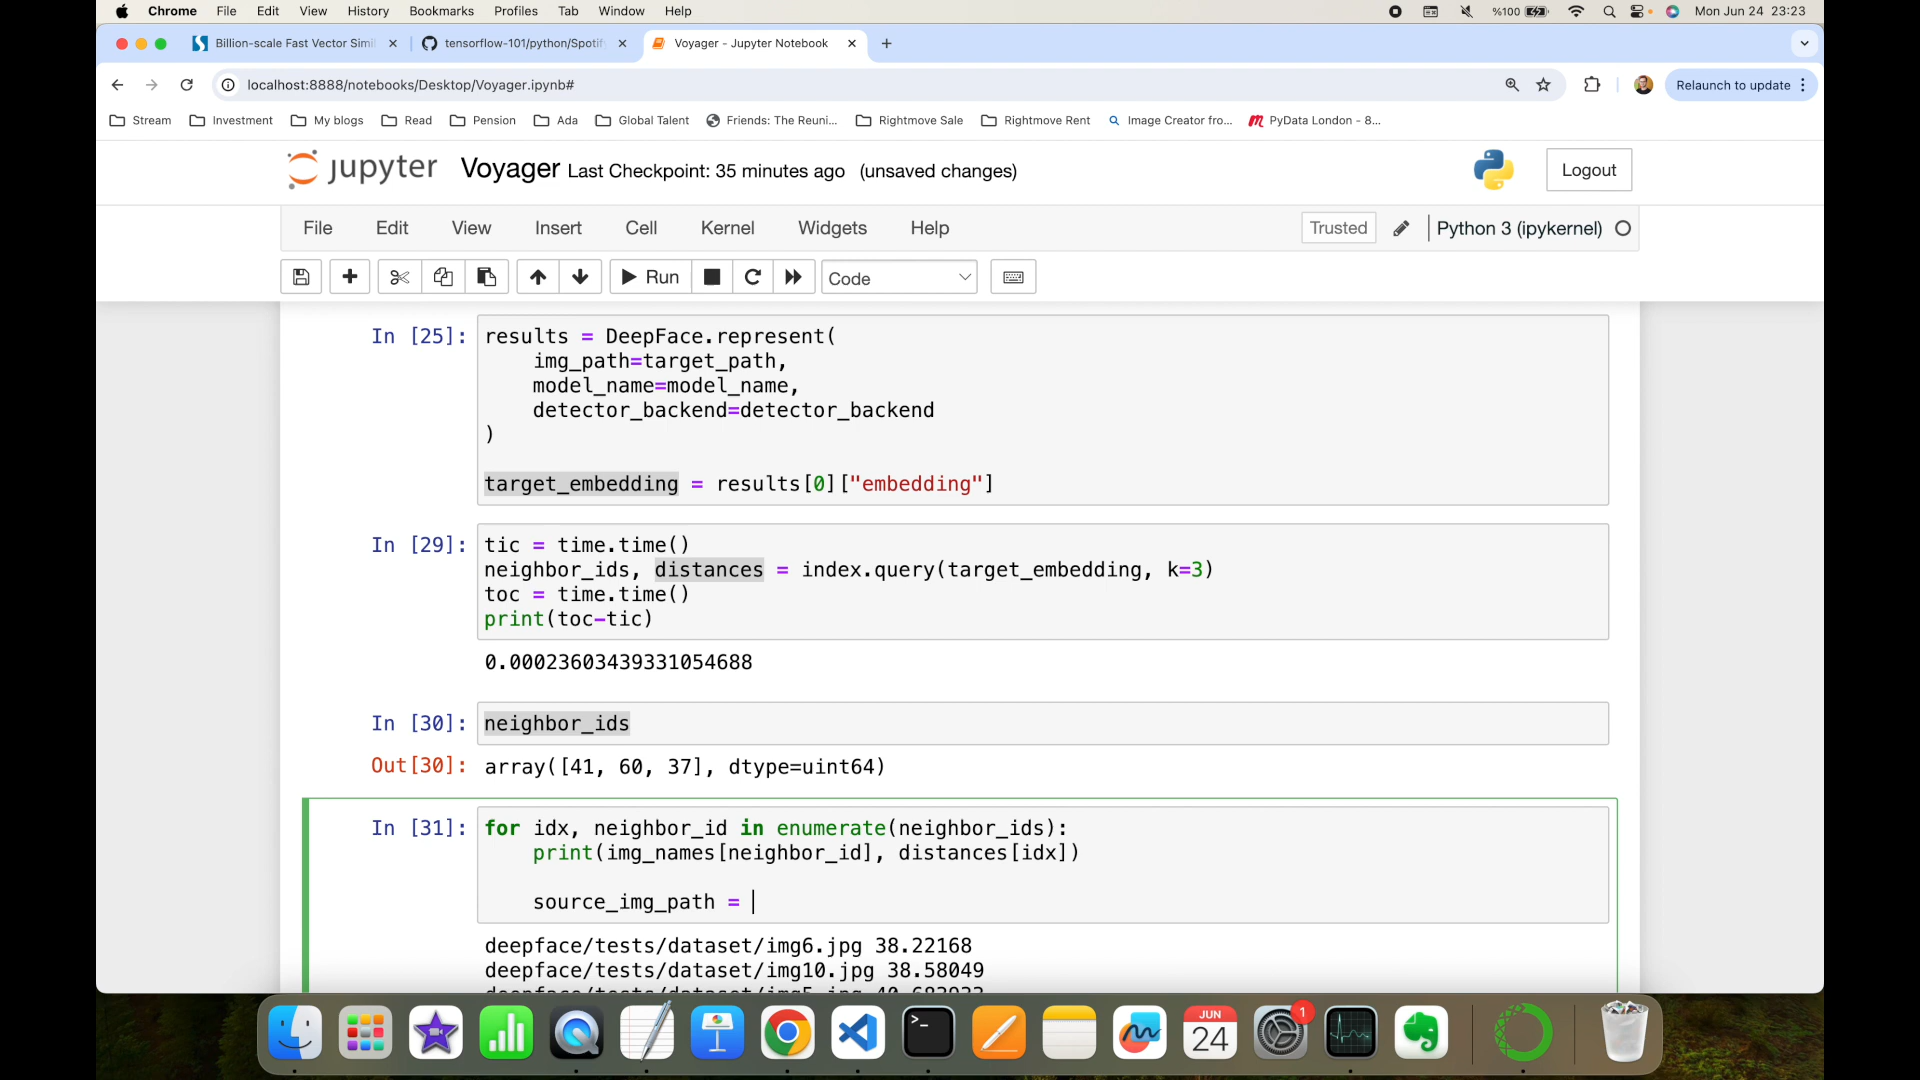 Chrome File Edit View History Bookmarks Profiles Tab Window Help %100 Mon Jun 24 23:23
Billion-scale Fast Vector Simil tensorflow-101/python/Spotify Voyager - Jupyter Notebook
localhost:8888/notebooks/Desktop/Voyager.ipynb# Relaunch to update
Stream Investment My blogs Read Pension Ada Global Talent Friends: The Reuni... Rightmove Sale Rightmove Rent Image Creator fro... PyData London - 8...
jupyter Voyager Last Checkpoint: 35 minutes ago (unsaved changes) Logout
File Edit View Insert Cell Kernel Widgets Help Trusted Python 3 (ipykernel)
Run Code
In [25]: results = DeepFace.represent(
img_path=target_path,
model_name=model_name,
detector_backend=detector_backend
)
target_embedding = results[0]["embedding"]
In [29]: tic = time.time()
neighbor_ids, distances = index.query(target_embedding, k=3)
toc = time.time()
print(toc-tic)
0.00023603439331054688
In [30]: neighbor_ids
Out[30]: array([41, 60, 37], dtype=uint64)
In [31]: for idx, neighbor_id in enumerate(neighbor_ids):
print(img_names[neighbor_id], distances[idx])
source_img_path =
deepface/tests/dataset/img6.jpg 38.22168
deepface/tests/dataset/img10.jpg 38.58049
JUN 1
24